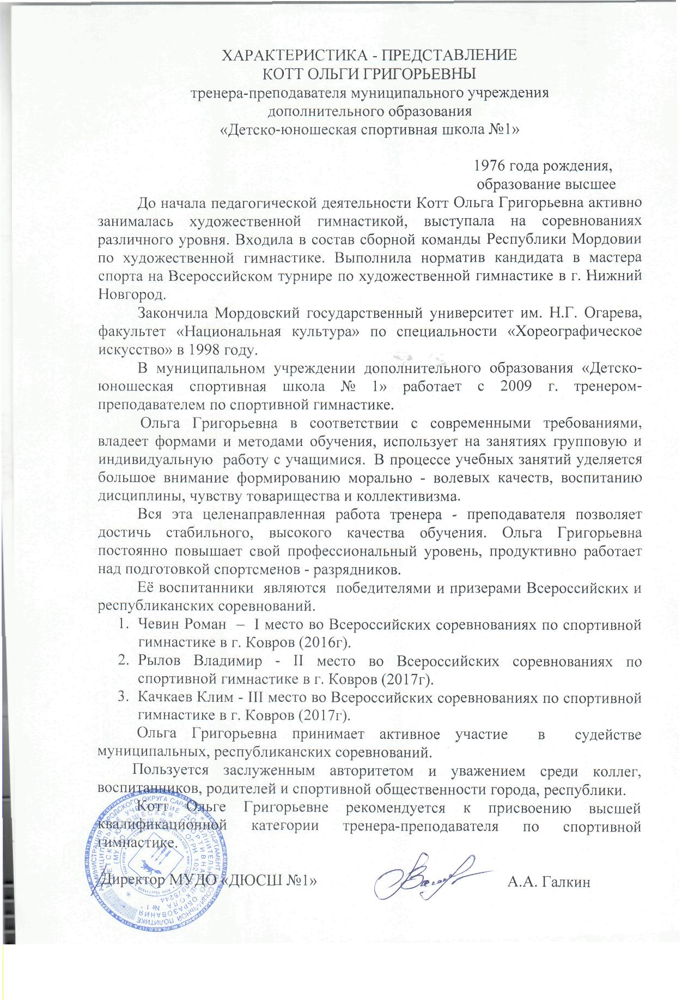 ХАРАКТЕРИСТИКА - ПРЕДСТАВЛЕНИЕ
КОТТ ОЛЬГИ ГРИГОРЬЕВНЫ
тренера-преподавателя муниципального учреждения
дополнительного образования
«Детско-юношеская спортивная школа №1»
1976 года рождения,
образование высшее
До начала педагогической деятельности Котт Ольга Григорьевна активно
занималась художественной гимнастикой, выступала на соревнованиях
различного уровня. Входила в состав сборной команды Республики Мордовии
по художественной гимнастике. Выполнила норматив кандидата в мастера
спорта на Всероссийском турнире по художественной гимнастике в г. Нижний
Новгород.
Закончила Мордовский государственный университет им. Н.Г. Огарева,
факультет «Национальная культура» по специальности «Хореографическое
искусство» в 1998 году.
В муниципальном учреждении дополнительного образования «Детско-
юношеская спортивная школа № 1» работает с 2009 г. тренером-
преподавателем по спортивной гимнастике.
Ольга Григорьевна в соответствии с современными требованиями,
владеет формами и методами обучения, использует на занятиях групповую и
индивидуальную работу с учащимися. В процессе учебных занятий уделяется
большое внимание формированию морально - волевых качеств, воспитанию
дисциплины, чувству товарищества и коллективизма.
Вся эта целенаправленная работа тренера - преподавателя позволяет
достичь стабильного, высокого качества обучения. Ольга Григорьевна
постоянно повышает свой профессиональный уровень, продуктивно работает
над подготовкой спортсменов - разрядников.
Её воспитанники являются победителями и призерами Всероссийских и
республиканских соревнований.
1. Чевин Роман – I место во Всероссийских соревнованиях по спортивной
гимнастике в г. Ковров (2016г).
2. Рылов Владимир - II место во Всероссийских соревнованиях по
спортивной гимнастике в г. Ковров (2017г).
3. Качкаев Клим - III место во Всероссийских соревнованиях по спортивной
гимнастике в г. Ковров (2017г).
Ольга Григорьевна принимает активное участие в судействе
муниципальных, республиканских соревнований.
Пользуется заслуженным авторитетом и уважением среди коллег,
воспитанников, родителей и спортивной общественности города, республики.
Котт Ольге Григорьевне рекомендуется к присвоению высшей
квалификационной категории тренера-преподавателя по спортивной
гимнастике.
Директор МУДО «ДЮСШ №1»
А.А. Галкин